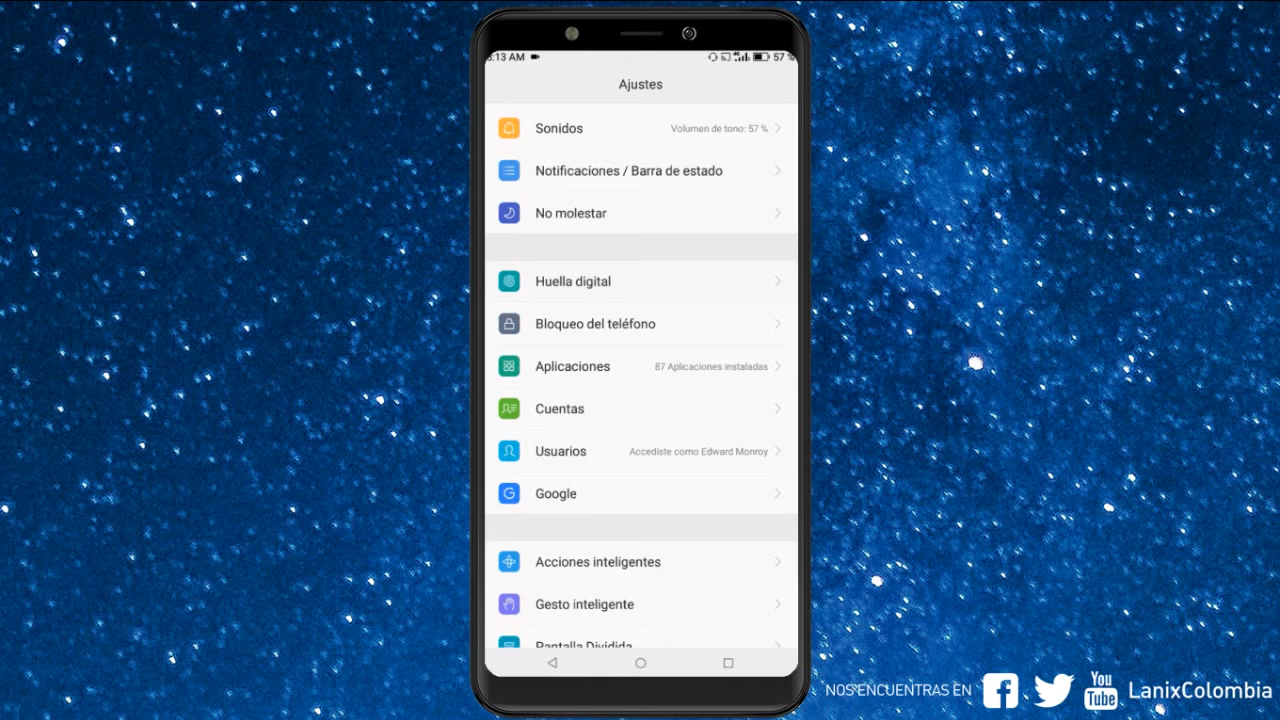 :13 AM 57 %
Ajustes
Sonidos Volumen de tono: 57 %
Notificaciones / Barra de estado
No molestar
Huella digital
Bloqueo del teléfono
Aplicaciones 87 Aplicaciones instaladas
Cuentas
Usuarios Accediste como Edward Monroy
Google
Acciones inteligentes
Gesto inteligente
Pantalla Dividida
NOS ENCUENTRAS EN You Tube LanixColombia